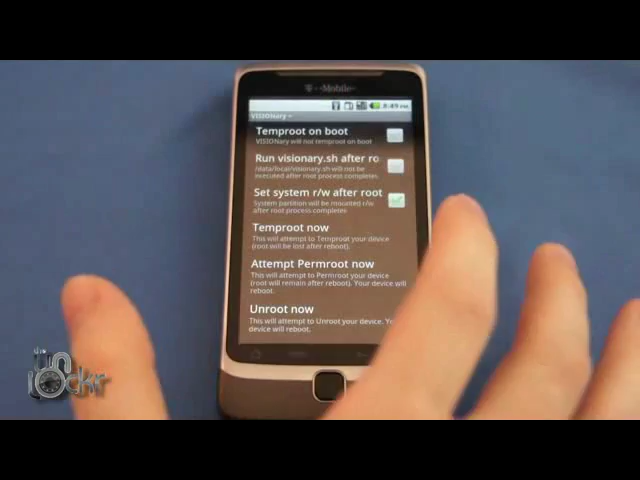 T - -Mobile-
8:49 PM
VISIONary +
Temproot on boot
VISIONary will not temproot on boot
Run visionary.sh after ro
/data/local/visionary.sh will not be
executed after root process completes
Set system r/w after root
System partition will be mounted r/w
after root process completes
Temproot now
This will attempt to Temproot your device
(root will be lost after reboot).
Attempt Permroot now
This will attempt to Permroot your device
(root will remain after reboot). Your device will
reboot.
Unroot now
This will attempt to Unroot your device. You
device will reboot.
the
unlockr